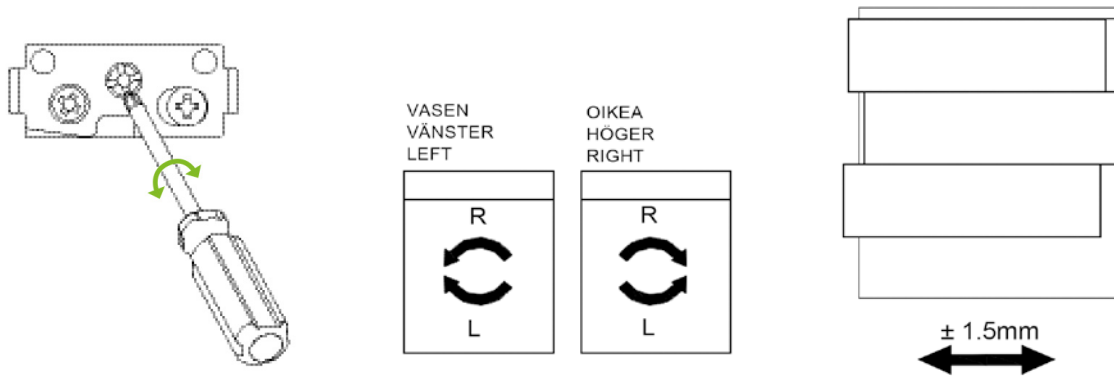 VASEN
VÄNSTER
LEFT
R
L
OIKEA
HÖGER
RIGHT
R
L
± 1.5mm